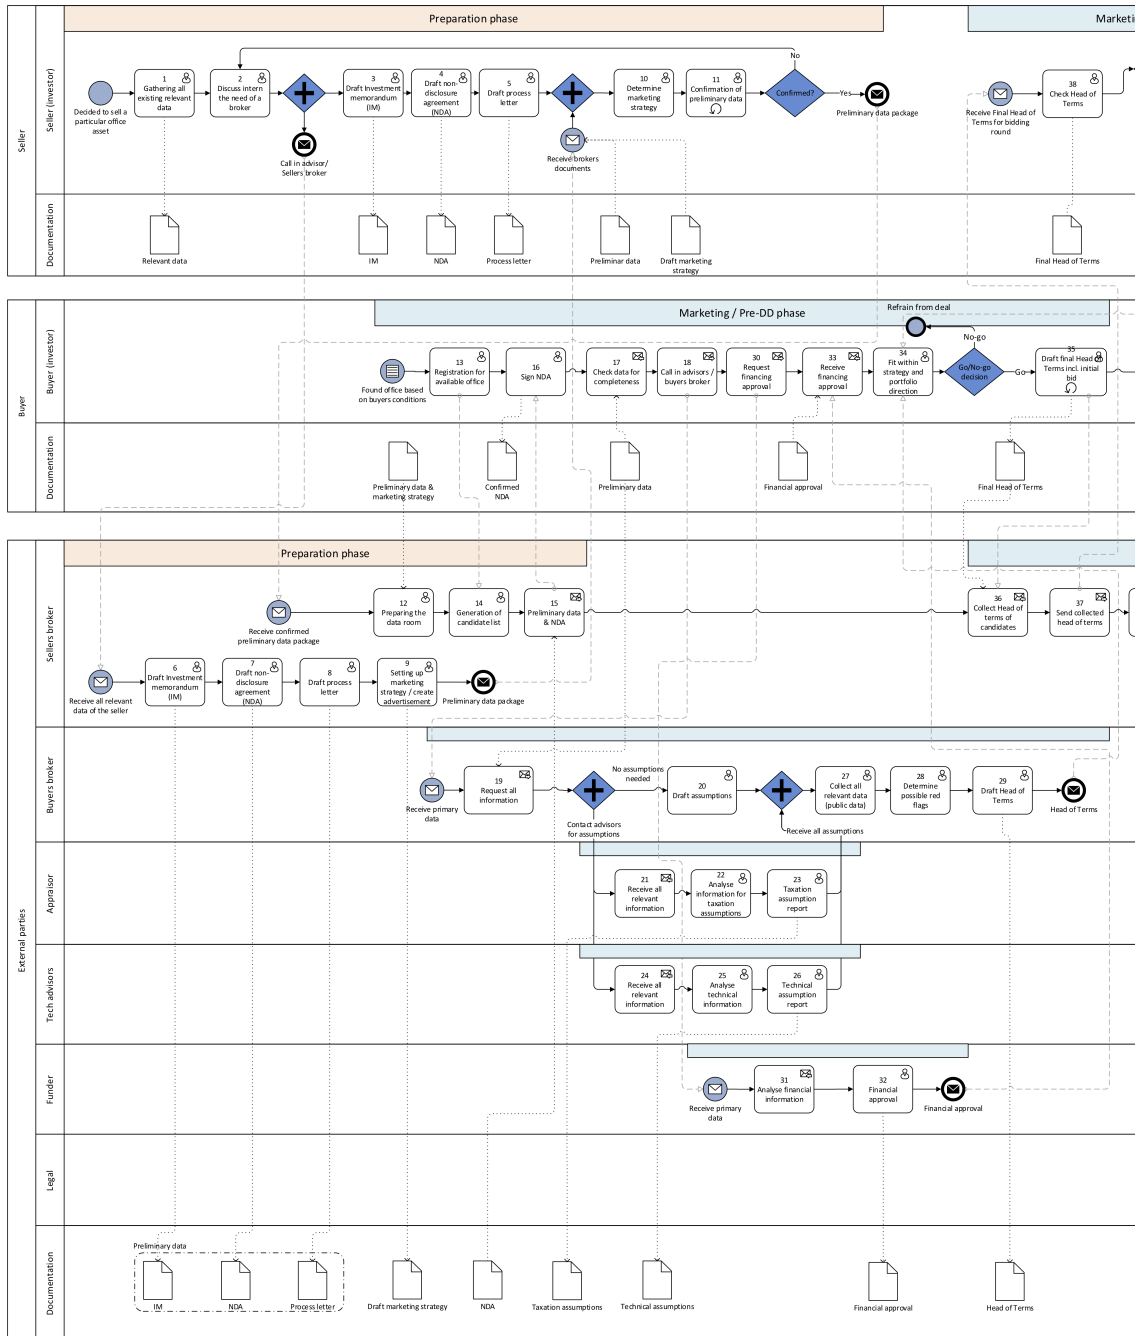 Preparation phase
Marketi
Seller
Seller (investor)
No
1
Gathering all
existing relevant
data
2
Discuss intern
the need of a
broker
3
Draft Investment
memorandum
(IM)
4
Draft non-
disclosure
agreement
(NDA)
5
Draft process
letter
10
Determine
marketing
strategy
11
Confirmation of
preliminary data
Confirmed?
Yes
38
Check Head of
Terms
Decided to sell a
particular office
asset
Preliminary data package
Receive Final Head of
Terms for bidding
round
Call in advisor/
Sellers broker
Receive brokers
documents
Documentation
Relevant data
IM
NDA
Process letter
Preliminar data
Draft marketing
strategy
Final Head of Terms
Marketing / Pre-DD phase
Refrain from deal
Buyer
Buyer (investor)
No-go
13
Registration for
available office
16
Sign NDA
17
Check data for
completeness
18
Call in advisors /
buyers broker
30
Request
financing
approval
33
Receive
financing
approval
34
Fit within
strategy and
portfolio
direction
Go/No-go
decision
Go
35
Draft final Head of
Terms incl. initial
bid
Found office based
on buyers conditions
Documentation
Preliminary data &
marketing strategy
Confirmed
NDA
Preliminary data
Financial approval
Final Head of Terms
Preparation phase
External parties
Sellers broker
12
Preparing the
data room
14
Generation of
candidate list
15
Preliminary data
& NDA
36
Collect Head of
terms of
candidates
37
Send collected
head of terms
Receive confirmed
preliminary data package
6
Draft Investment
memorandum
(IM)
7
Draft non-
disclosure
agreement
(NDA)
8
Draft process
letter
9
Setting up
marketing
strategy / create
advertisement
Receive all relevant
data of the seller
Preliminary data package
Buyers broker
19
Request all
information
No assumptions
needed
20
Draft assumptions
27
Collect all
relevant data
(public data)
28
Determine
possible red
flags
29
Draft Head of
Terms
Receive primary
data
Head of Terms
Contact advisors
for assumptions
Receive all assumptions
Appraisor
21
Receive all
relevant
information
22
Analyse
information for
taxation
assumptions
23
Taxation
assumption
report
Tech advisors
24
Receive all
relevant
information
25
Analyse
technical
information
26
Technical
assumption
report
Funder
31
Analyse financial
information
32
Financial
approval
Receive primary
data
Financial approval
Legal
Documentation
Preliminary data
IM
NDA
Process letter
Draft marketing strategy
NDA
Taxation assumptions
Technical assumptions
Financial approval
Head of Terms